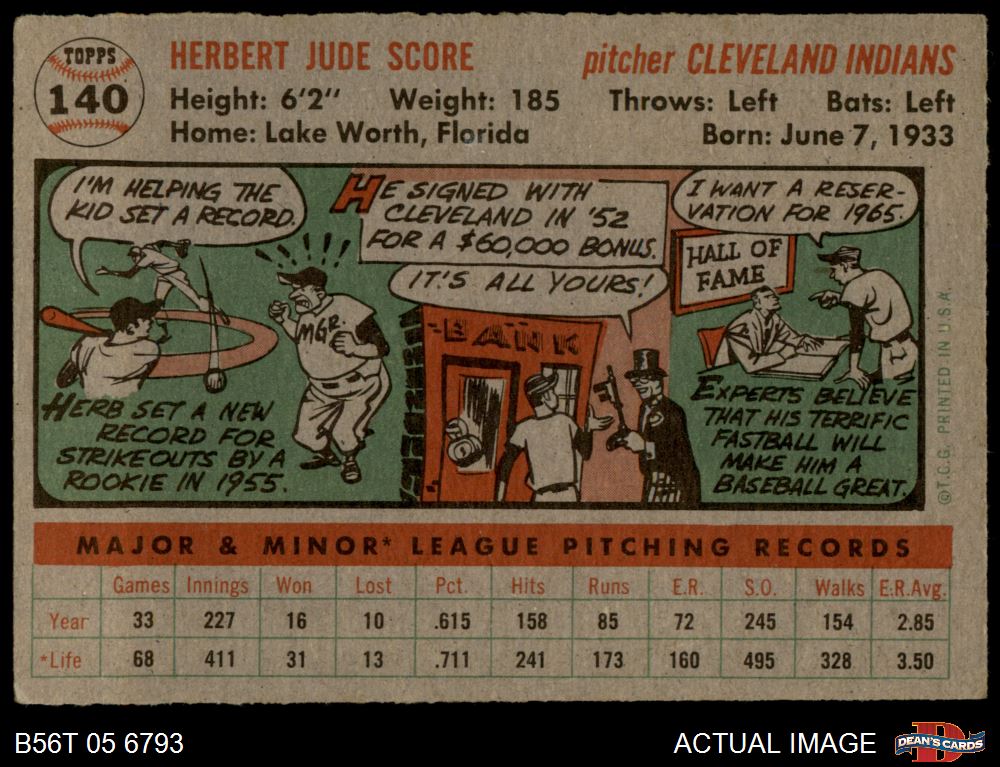 TOPPS
140
HERBERT JUDE SCORE
pitcher CLEVELAND INDIANS
Height: 6'2" Weight: 185 Throws: Left Bats: Left
Home: Lake Worth, Florida Born: June 7, 1933
I'M HELPING THE
KID SET A RECORD.
MGR.
HERB SET A NEW
RECORD FOR
STRIKEOUTS BY A
ROOKIE IN 1955.
HE SIGNED WITH
CLEVELAND IN '52
FOR A $60,000 BONUS.
IT'S ALL YOURS!
BANK
I WANT A RESER-
VATION FOR 1965.
HALL OF
FAME
EXPERTS BELIEVE
THAT HIS TERRIFIC
FASTBALL WILL
MAKE HIM A
BASEBALL GREAT.
©T.C.G. PRINTED IN U.S.A.
MAJOR & MINOR* LEAGUE PITCHING RECORDS
Games Innings Won Lost Pct. Hits Runs E.R. S.O. Walks E.R.Avg.
Year 33 227 16 10 .615 158 85 72 245 154 2.85
*Life 68 411 31 13 .711 241 173 160 495 328 3.50
B56T 05 6793
ACTUAL IMAGE
D
DEAN'S CARDS